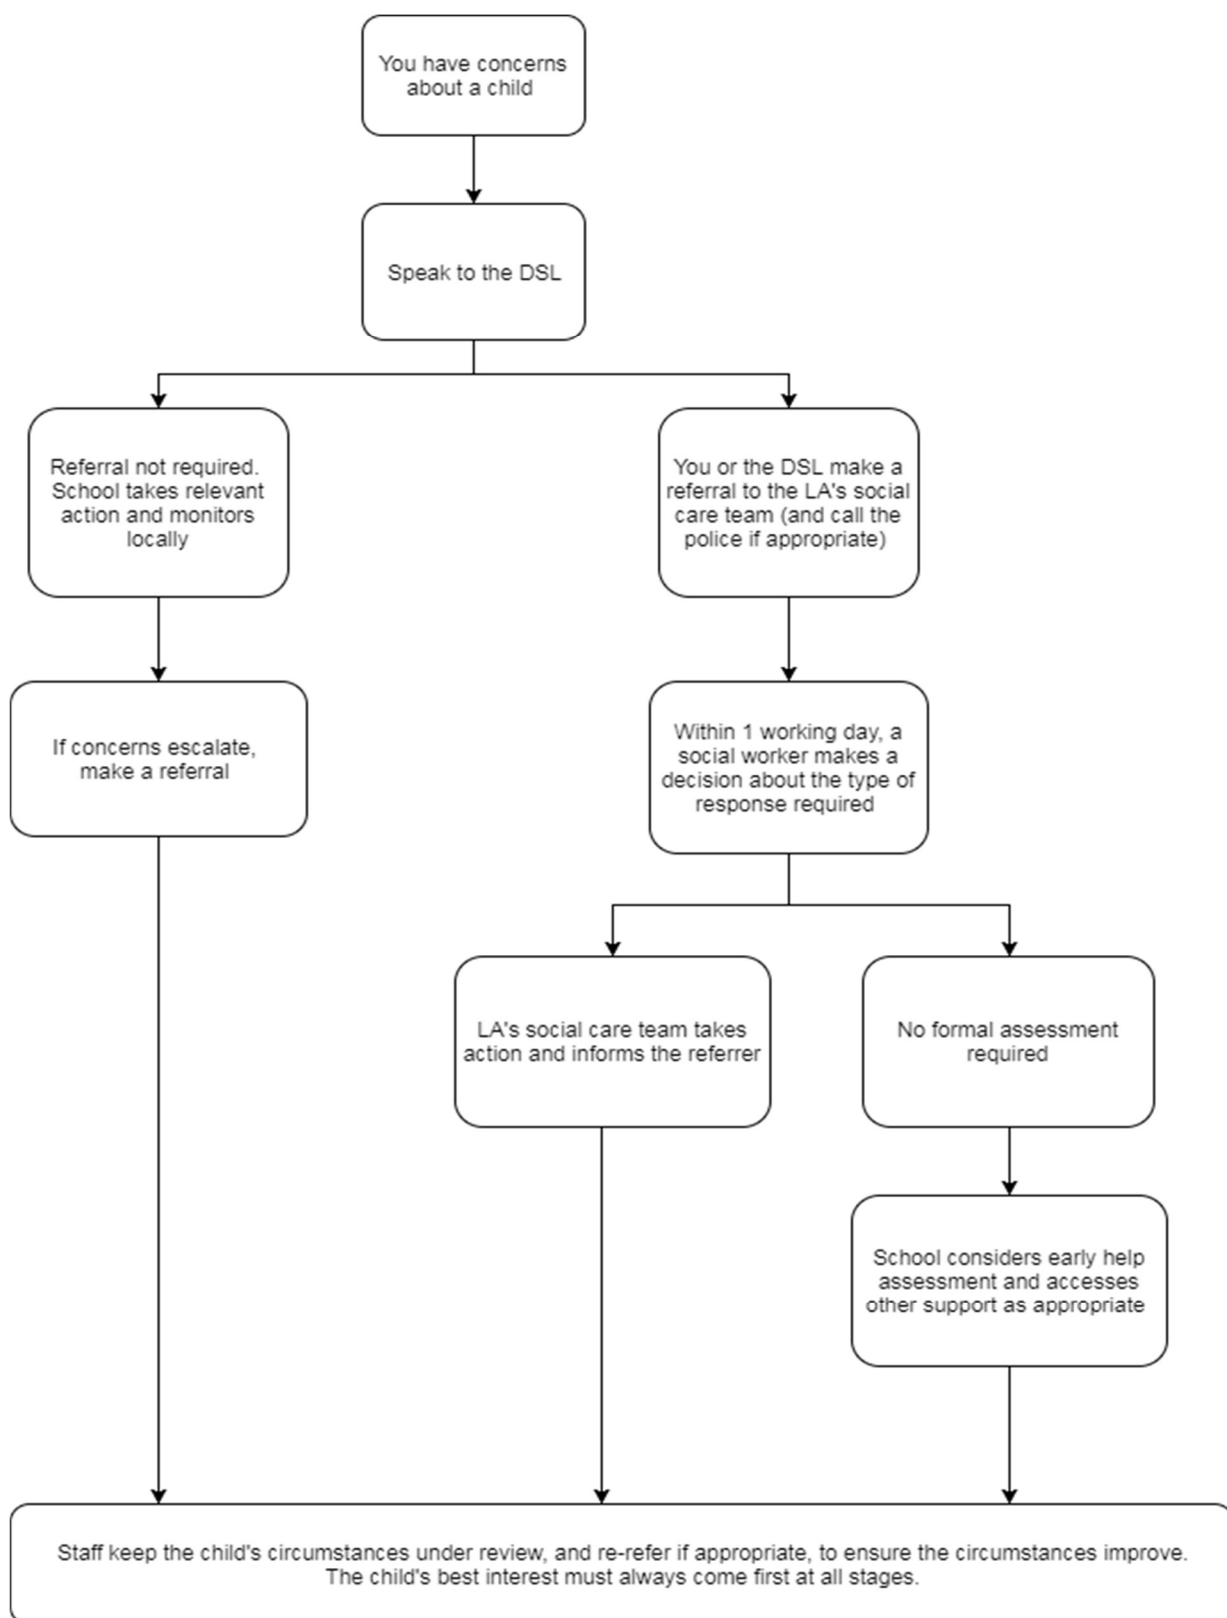 You have concerns
about a child
Speak to the DSL
Referral not required.
School takes relevant
action and monitors
locally
You or the DSL make a
referral to the LA's social
care team (and call the
police if appropriate)
If concerns escalate,
make a referral
Within 1 working day, a
social worker makes a
decision about the type of
response required
LA's social care team takes
action and informs the referrer
No formal assessment
required
School considers early help
assessment and accesses
other support as appropriate
Staff keep the child's circumstances under review, and re-refer if appropriate, to ensure the circumstances improve.
The child's best interest must always come first at all stages.